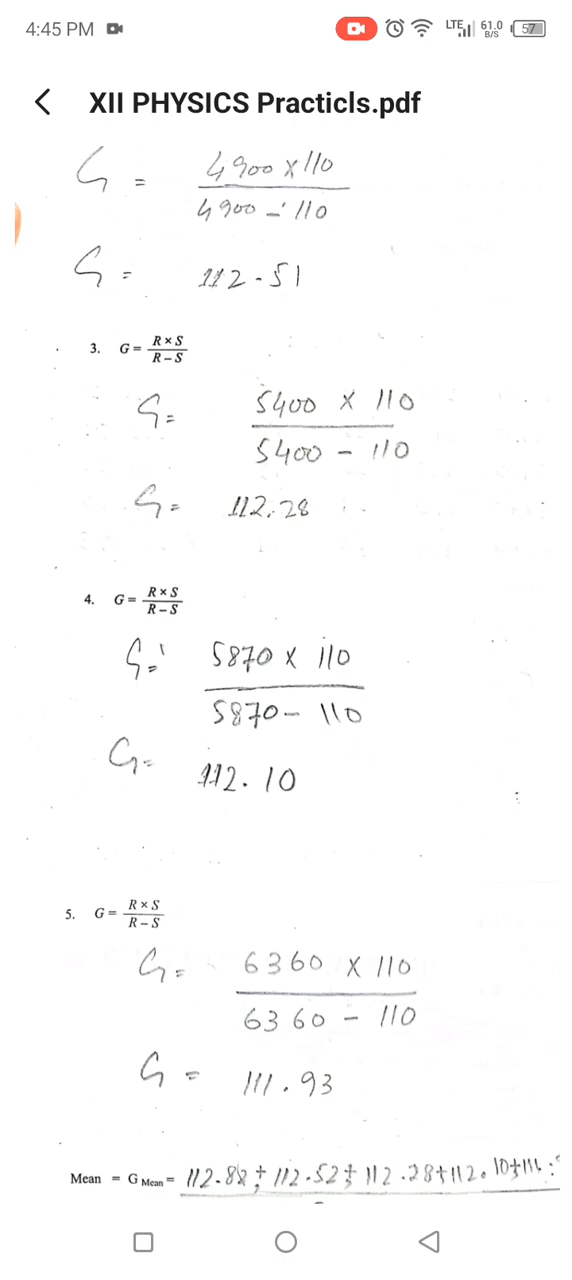 4:45 PM LTE 61.0 B/S 57
XII PHYSICS Practicls.pdf
G = 4900 x 110
4900 - 110
G = 112.51
3. G = R × S
R – S
G = 5400 x 110
5400 - 110
G = 112.28
4. G = R × S
R – S
G = 5870 x 110
5870 - 110
G = 112.10
5. G = R × S
R – S
G = 6360 x 110
6360 - 110
G = 111.93
Mean = G Mean = 112.82 + 112.52 + 112.28 + 112.10 +